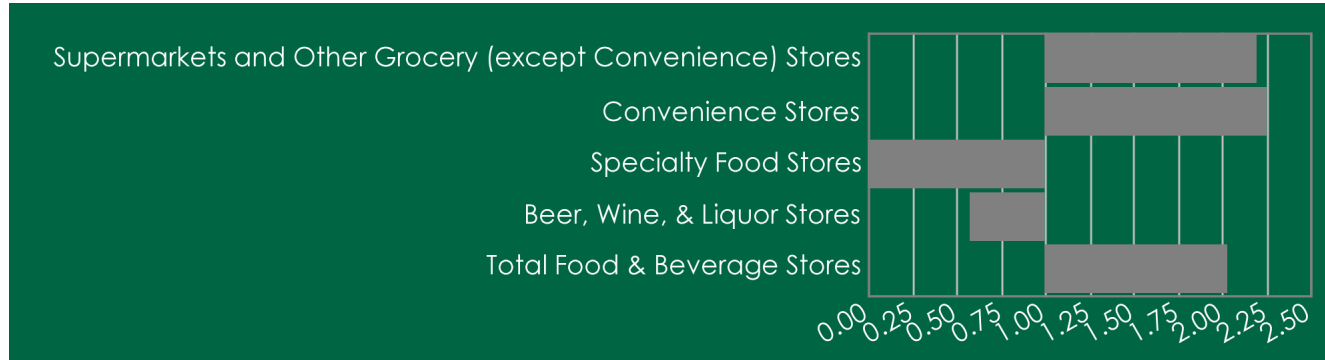 Supermarkets and Other Grocery (except Convenience) Stores
Convenience Stores
Specialty Food Stores
Beer, Wine, & Liquor Stores
Total Food & Beverage Stores
0.00 0.25 0.50 0.75 1.00 1.25 1.50 1.75 2.00 2.25 2.50